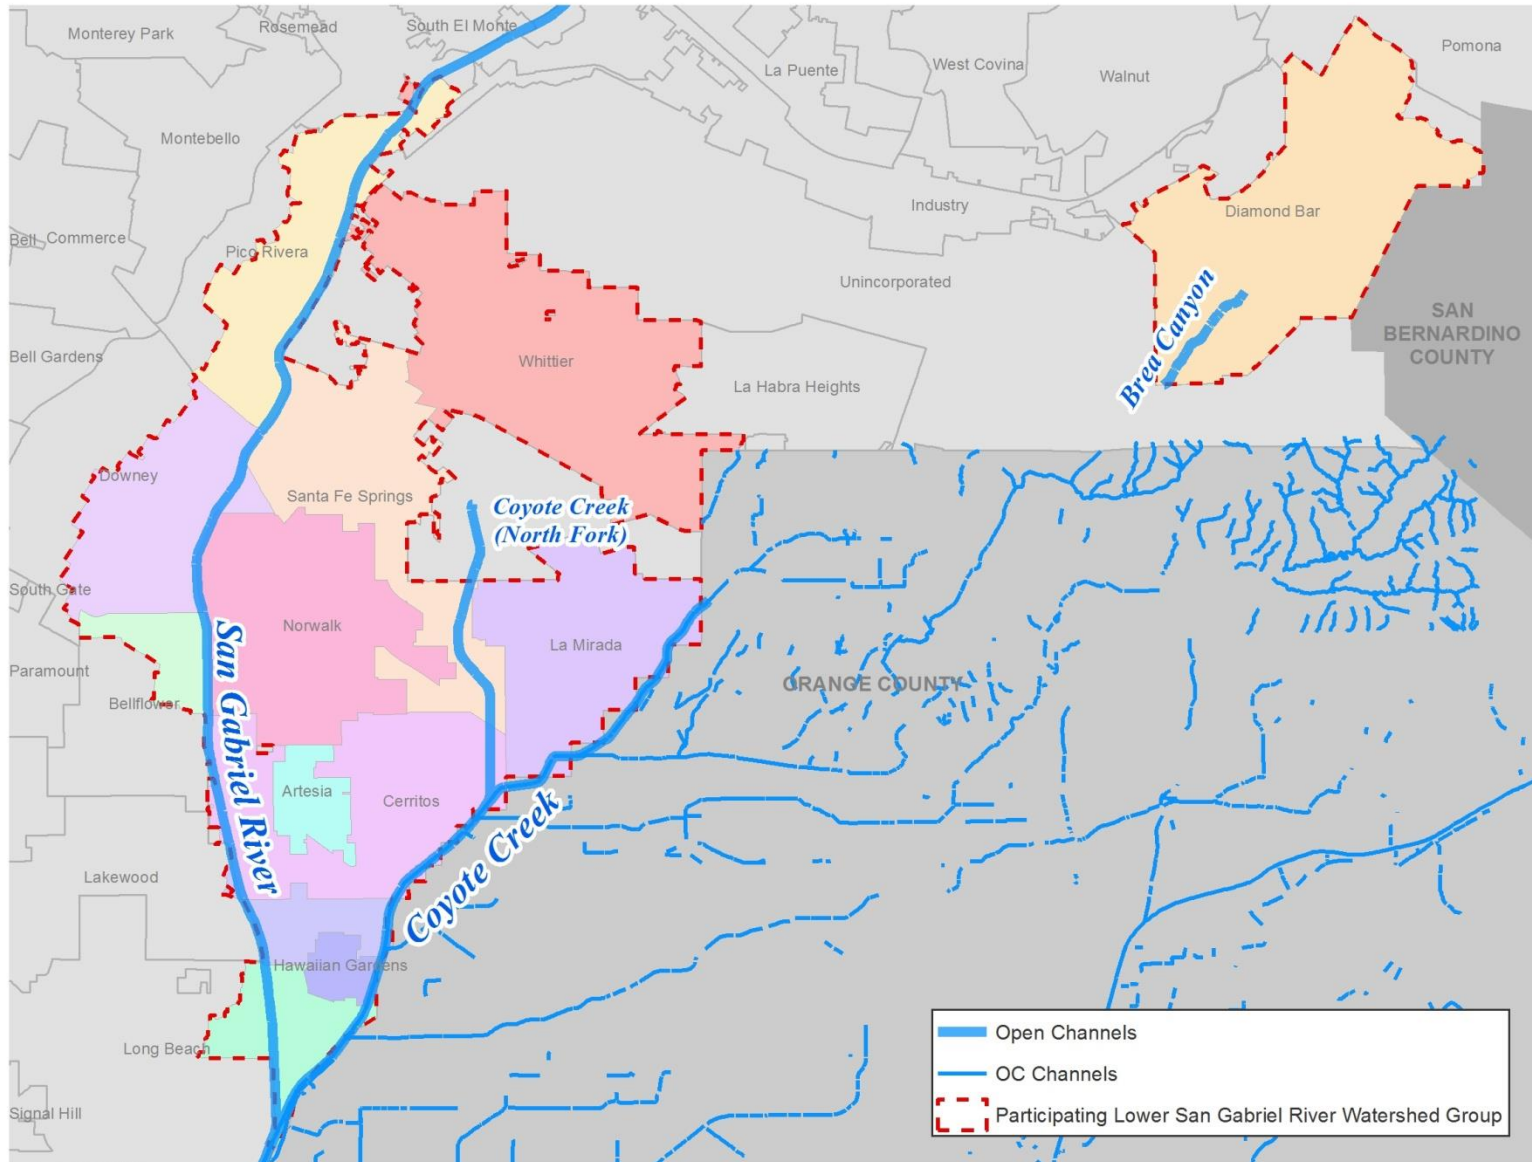 Monterey Park
Rosemead
South El Monte
La Puente
West Covina
Walnut
Pomona
Montebello
Bell
Commerce
Pico Rivera
Industry
Diamond Bar
Unincorporated
Bell Gardens
Whittier
La Habra Heights
Brea Canyon
SAN
BERNARDINO
COUNTY
Downey
Santa Fe Springs
Coyote Creek
(North Fork)
South Gate
Norwalk
La Mirada
Paramount
Bellflower
ORANGE COUNTY
San Gabriel River
Artesia
Cerritos
Coyote Creek
Lakewood
Hawaiian Gardens
Long Beach
Signal Hill
Open Channels
OC Channels
Participating Lower San Gabriel River Watershed Group